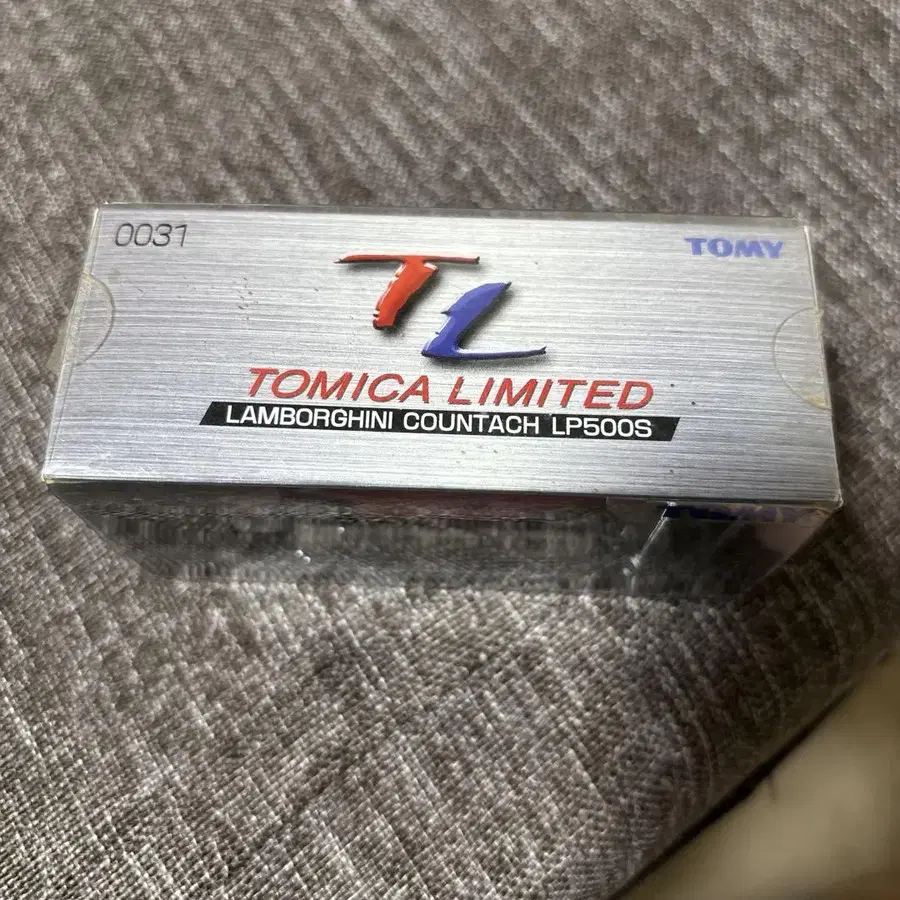 0031
TOMY
TL
TOMICA LIMITED
LAMBORGHINI COUNTACH LP500S